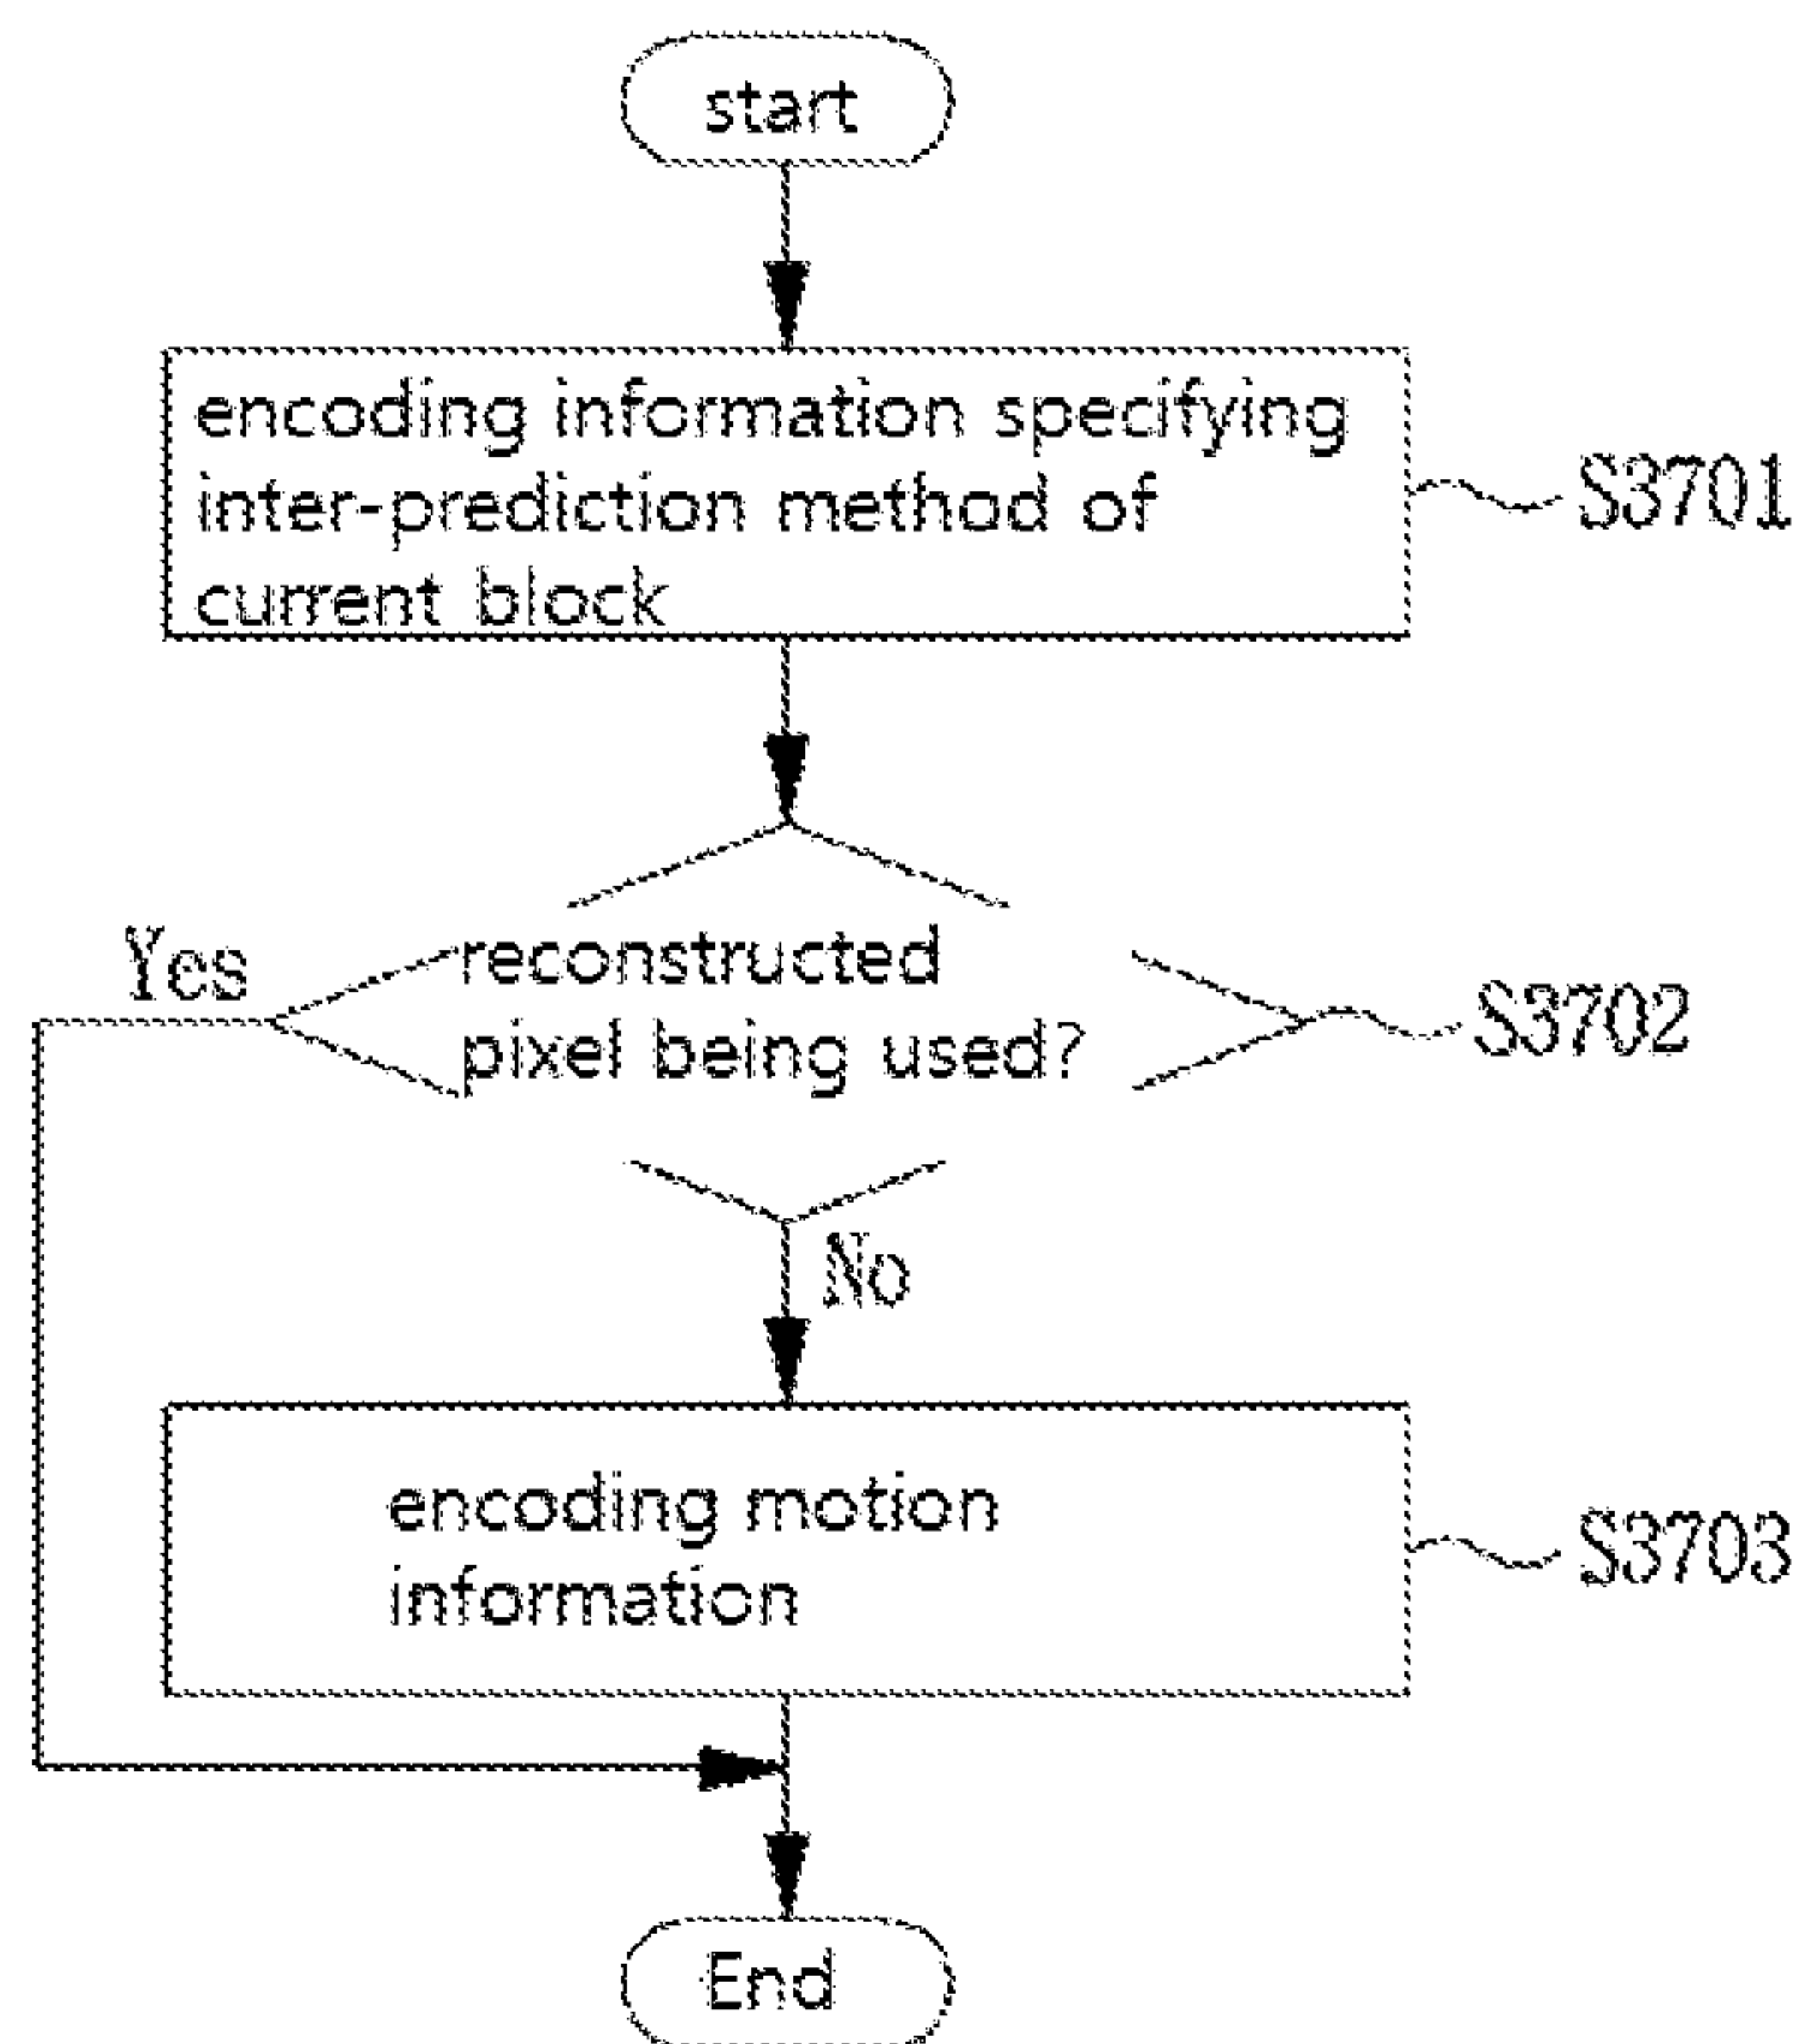 start
encoding information specifying
inter-prediction method of
current block
S3701
Yes
reconstructed
pixel being used?
S3702
No
encoding motion
information
S3703
End